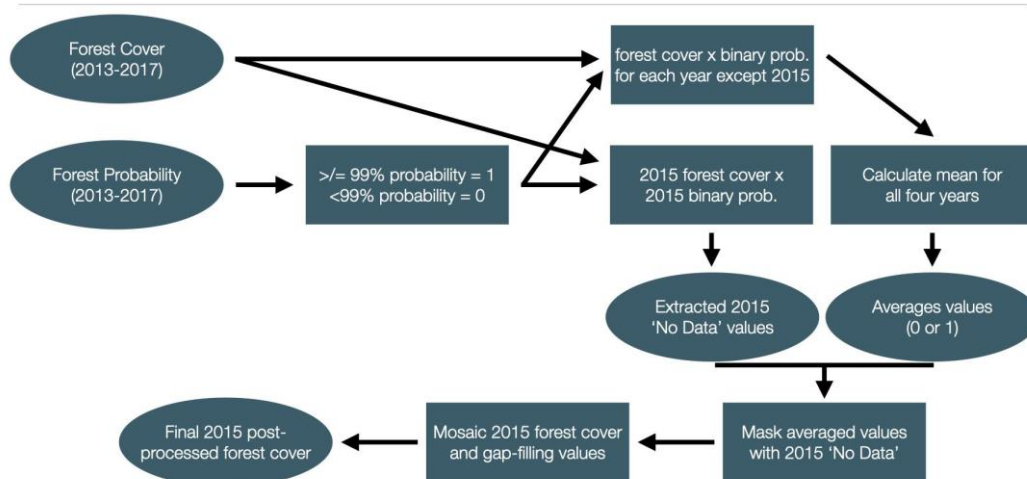 Forest Cover
(2013-2017)
forest cover x binary prob.
for each year except 2015
Forest Probability
(2013-2017)
>/= 99% probability = 1
<99% probability = 0
2015 forest cover x
2015 binary prob.
Calculate mean for
all four years
Extracted 2015
‘No Data’ values
Averages values
(0 or 1)
Final 2015 post-
processed forest cover
Mosaic 2015 forest cover
and gap-filling values
Mask averaged values
with 2015 ‘No Data’